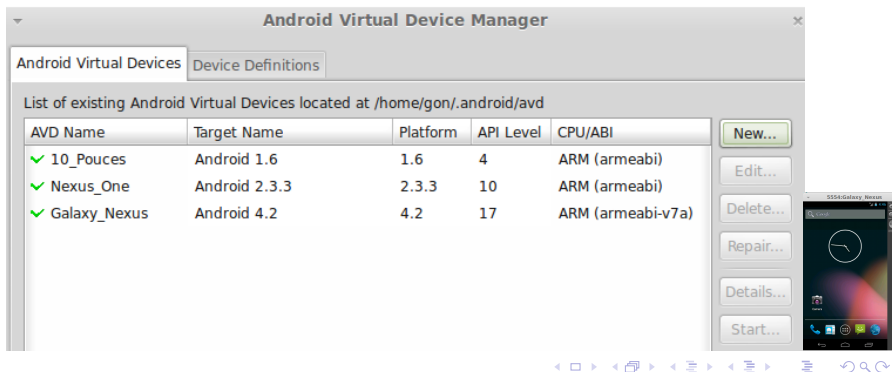 Android Virtual Device Manager
Android Virtual Devices Device Definitions
List of existing Android Virtual Devices located at /home/gon/.android/avd
AVD Name Target Name Platform API Level CPU/ABI
10_Pouces Android 1.6 1.6 4 ARM (armeabi)
Nexus_One Android 2.3.3 2.3.3 10 ARM (armeabi)
Galaxy_Nexus Android 4.2 4.2 17 ARM (armeabi-v7a)
New...
Edit...
Delete...
Repair...
Details...
Start...
5554:Galaxy_Nexus